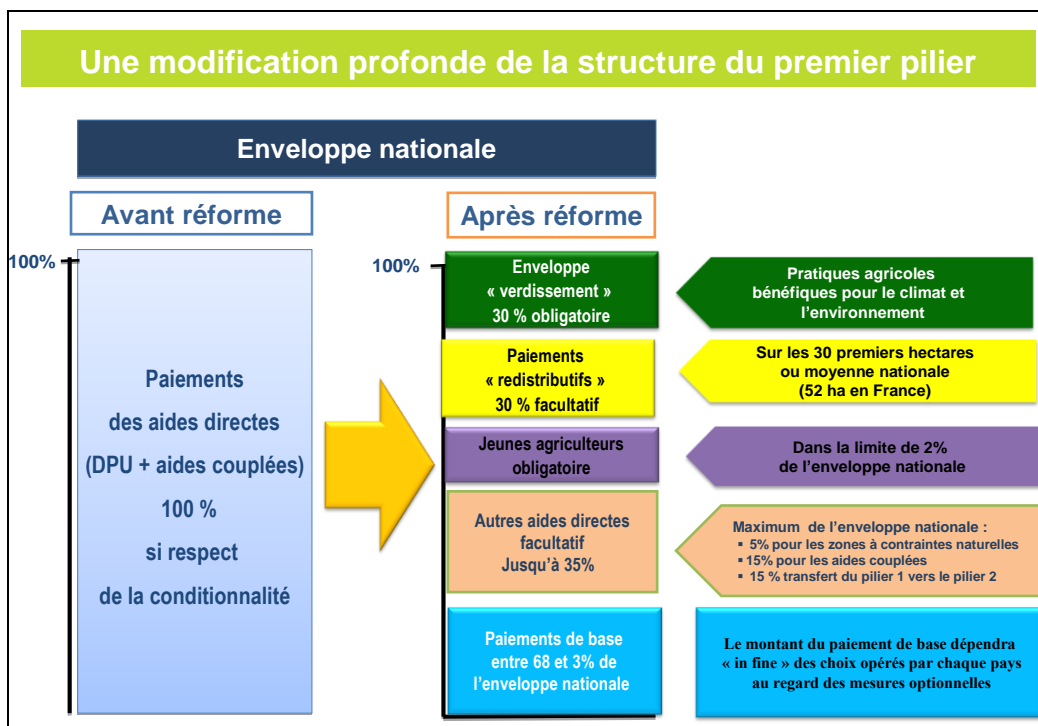 Une modification profonde de la structure du premier pilier
Enveloppe nationale
Avant réforme
Après réforme
100%
Paiements
des aides directes
(DPU + aides couplées)
100 %
si respect
de la conditionnalité
100%
Enveloppe
« verdissement »
30 % obligatoire
Pratiques agricoles
bénéfiques pour le climat et
l'environnement
Paiements
« redistributifs »
30 % facultatif
Sur les 30 premiers hectares
ou moyenne nationale
(52 ha en France)
Jeunes agriculteurs
obligatoire
Dans la limite de 2%
de l'enveloppe nationale
Autres aides directes
facultatif
Jusqu'à 35%
Maximum de l'enveloppe nationale :
▪ 5% pour les zones à contraintes naturelles
▪ 15% pour les aides couplées
▪ 15 % transfert du pilier 1 vers le pilier 2
Paiements de base
entre 68 et 3% de
l'enveloppe nationale
Le montant du paiement de base dépendra
« in fine » des choix opérés par chaque pays
au regard des mesures optionnelles